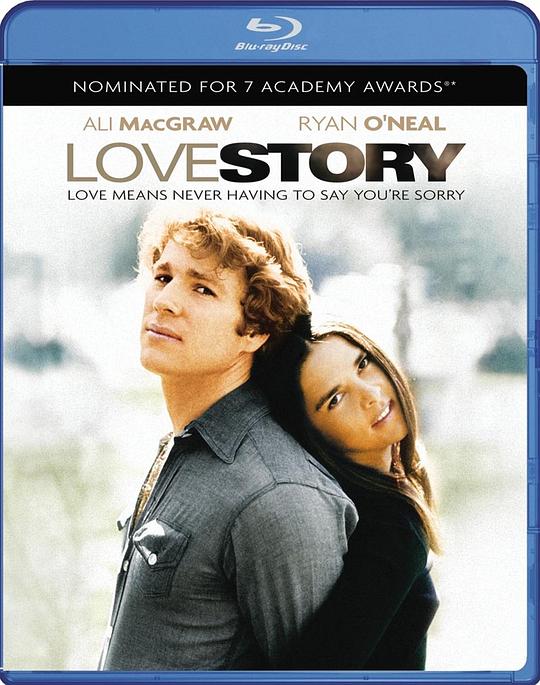 Blu-ray Disc
NOMINATED FOR 7 ACADEMY AWARDS®*
ALI MACGRAW RYAN O'NEAL
LOVESTORY
LOVE MEANS NEVER HAVING TO SAY YOU'RE SORRY